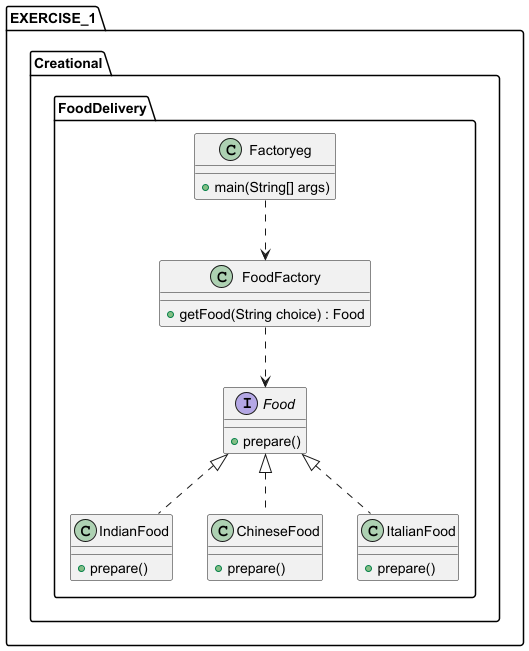 EXERCISE_1
Creational
FoodDelivery
C Factoryeg
main(String[] args)
C FoodFactory
getFood(String choice) : Food
I Food
prepare()
C IndianFood
prepare()
C ChineseFood
prepare()
C ItalianFood
prepare()